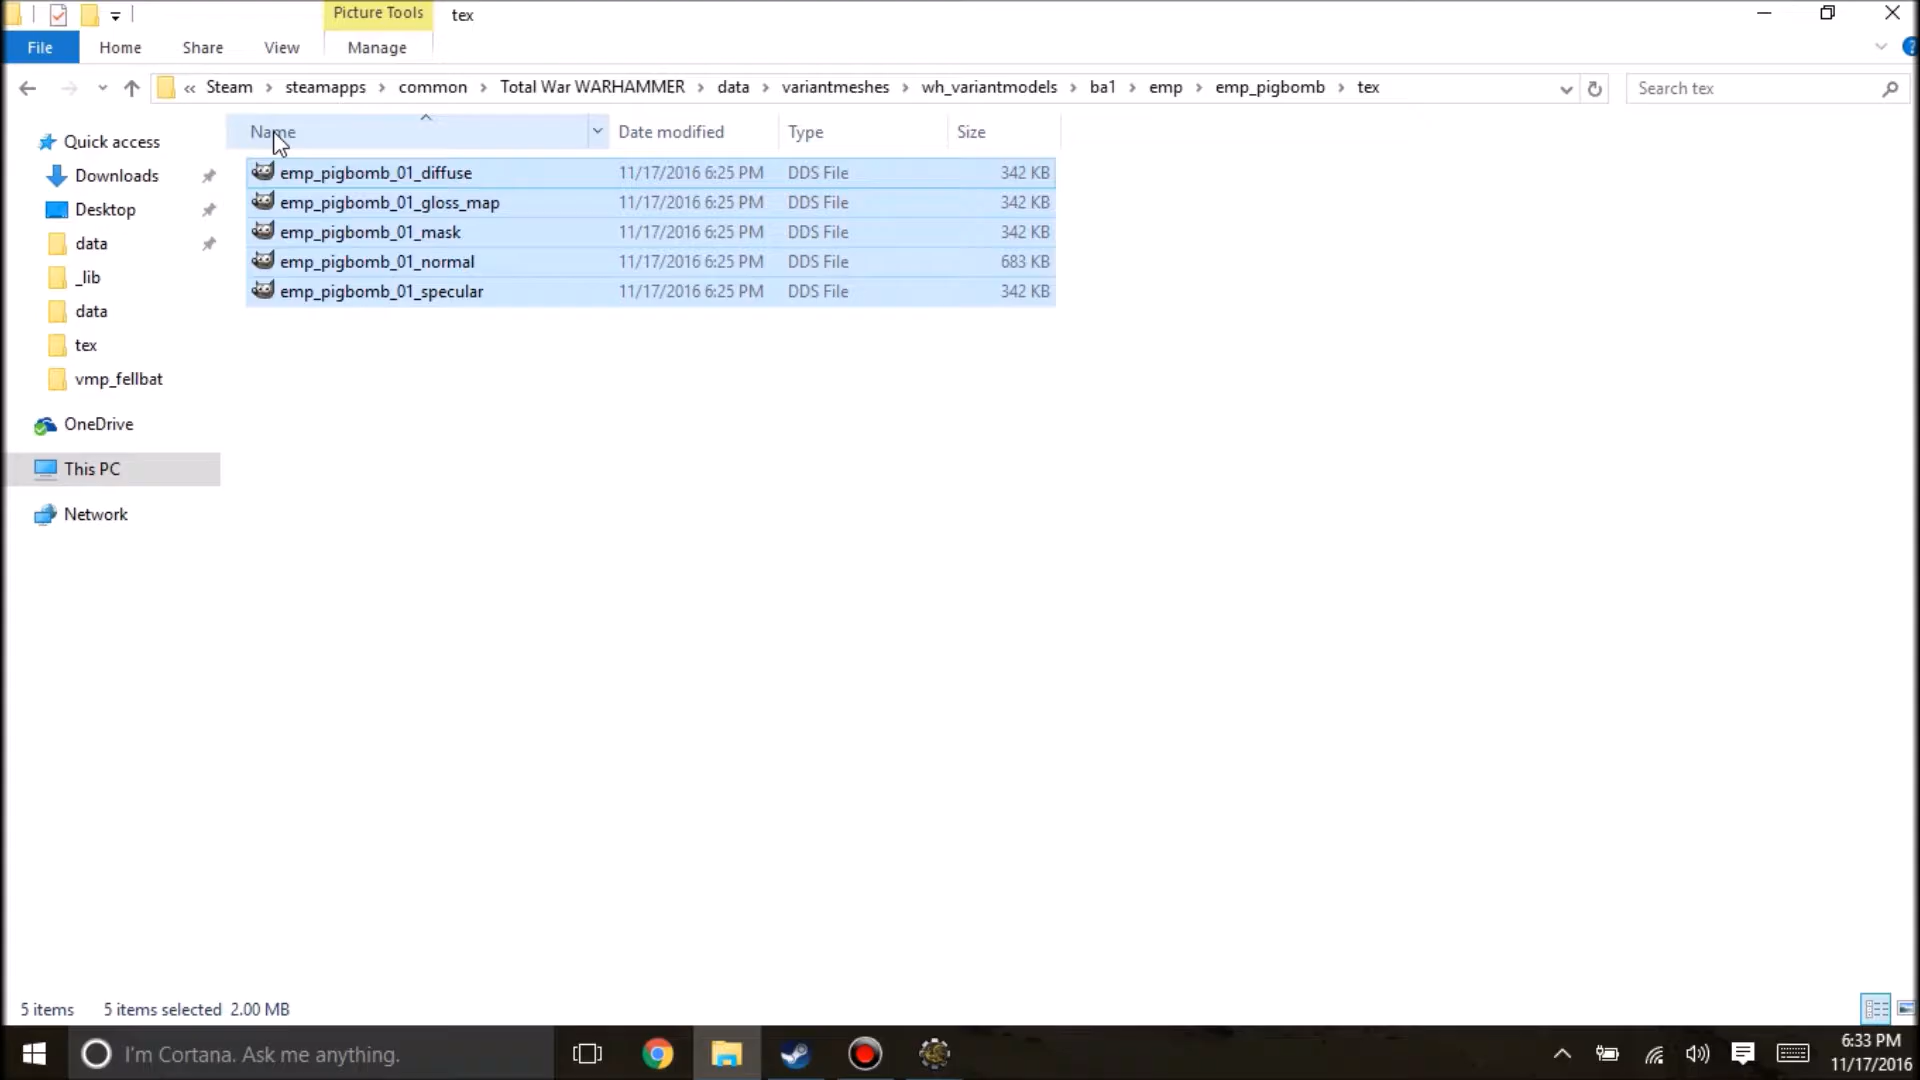 Picture Tools
tex
File
Home
Share
View
Manage
« Steam › steamapps › common › Total War WARHAMMER › data › variantmeshes › wh_variantmodels › ba1 › emp › emp_pigbomb › tex
Search tex
Name
Date modified
Type
Size
Quick access
Downloads
Desktop
data
_lib
data
tex
vmp_fellbat
OneDrive
This PC
Network
emp_pigbomb_01_diffuse 11/17/2016 6:25 PM DDS File 342 KB
emp_pigbomb_01_gloss_map 11/17/2016 6:25 PM DDS File 342 KB
emp_pigbomb_01_mask 11/17/2016 6:25 PM DDS File 342 KB
emp_pigbomb_01_normal 11/17/2016 6:25 PM DDS File 683 KB
emp_pigbomb_01_specular 11/17/2016 6:25 PM DDS File 342 KB
5 items
5 items selected 2.00 MB
I'm Cortana. Ask me anything.
6:33 PM
11/17/2016